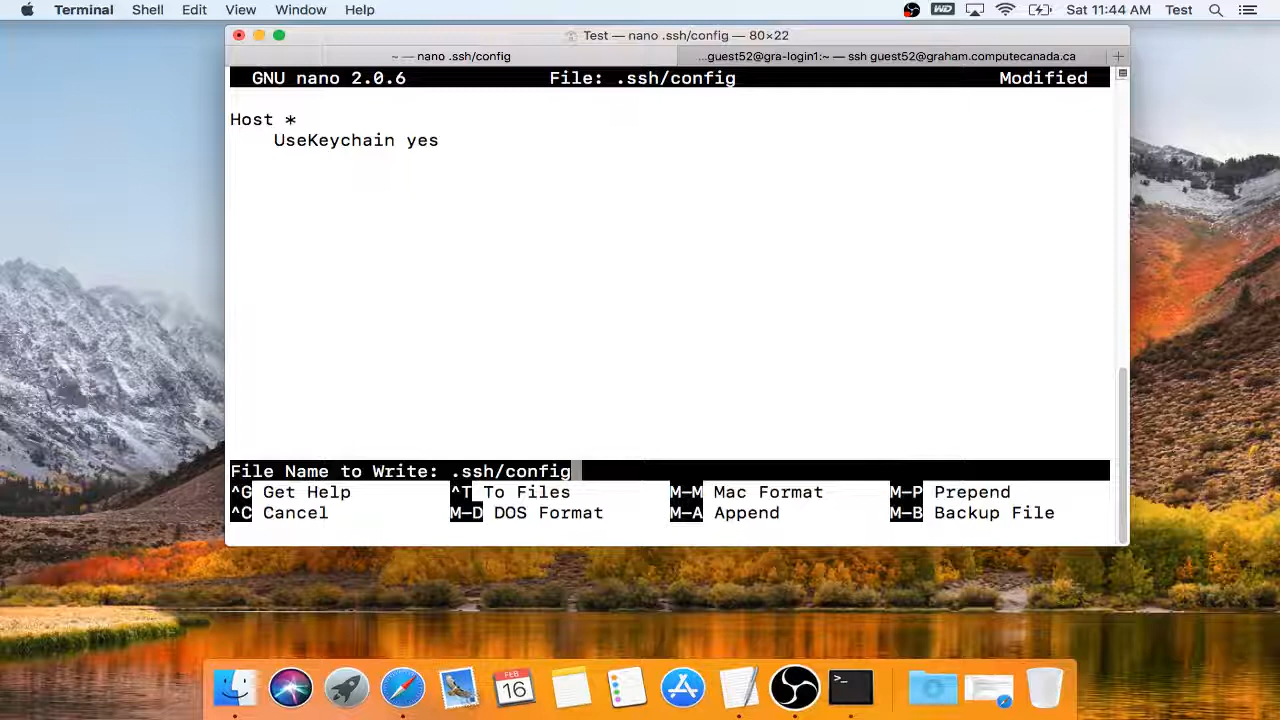 Terminal Shell Edit View Window Help Sat 11:44 AM Test
Test — nano .ssh/config — 80×22
~ — nano .ssh/config ...guest52@gra-login1:~ — ssh guest52@graham.computecanada.ca
GNU nano 2.0.6 File: .ssh/config Modified
Host *
UseKeychain yes
File Name to Write: .ssh/config
^G Get Help ^T To Files M-M Mac Format M-P Prepend
^C Cancel M-D DOS Format M-A Append M-B Backup File
FEB
16
>_